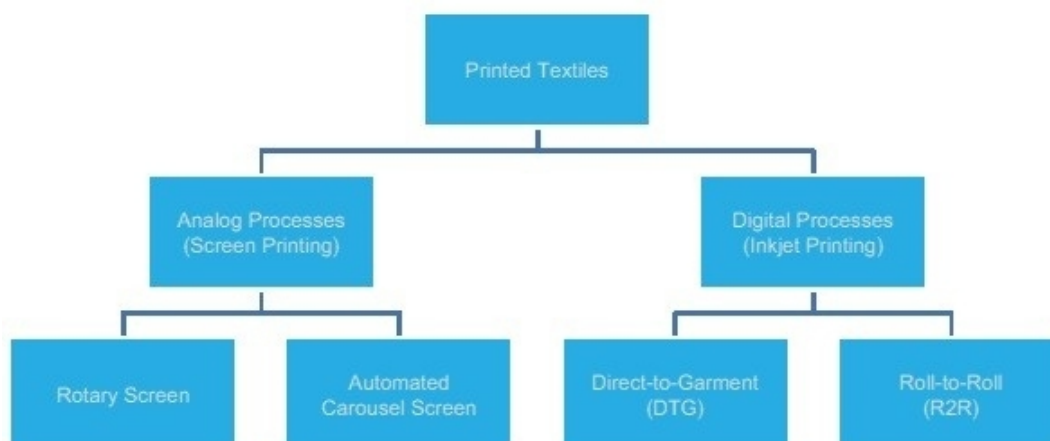 Printed Textiles
Analog Processes
(Screen Printing)
Digital Processes
(Inkjet Printing)
Rotary Screen
Automated
Carousel Screen
Direct-to-Garment
(DTG)
Roll-to-Roll
(R2R)